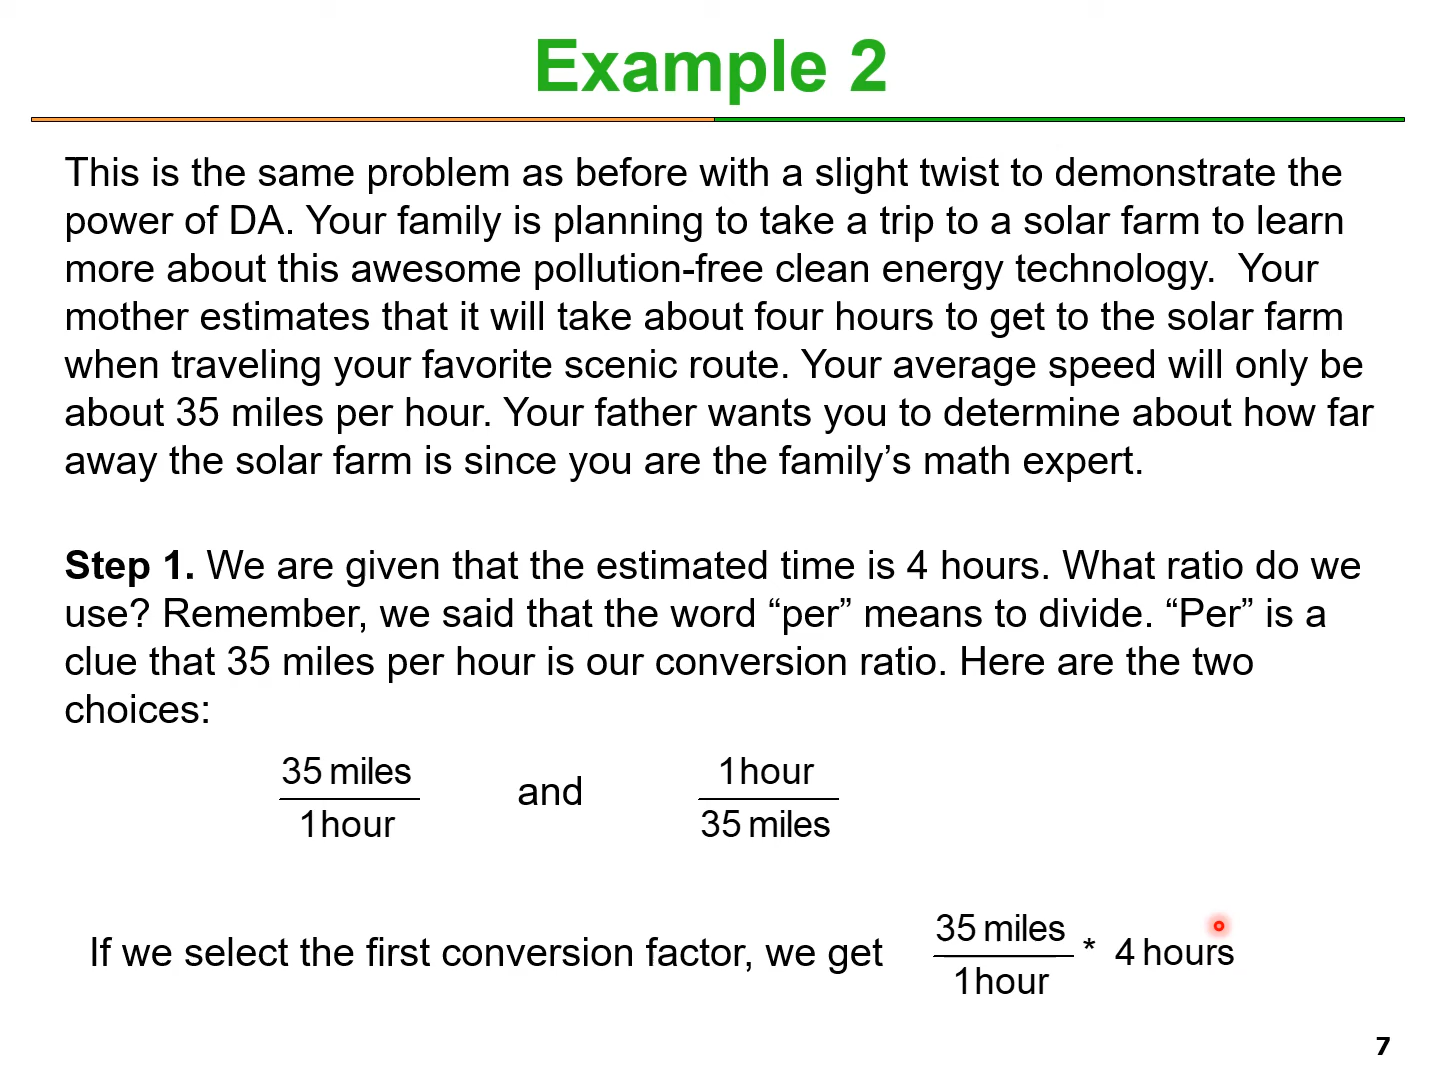 Example 2
This is the same problem as before with a slight twist to demonstrate the
power of DA. Your family is planning to take a trip to a solar farm to learn
more about this awesome pollution-free clean energy technology.  Your
mother estimates that it will take about four hours to get to the solar farm
when traveling your favorite scenic route. Your average speed will only be
about 35 miles per hour. Your father wants you to determine about how far
away the solar farm is since you are the family’s math expert.
Step 1. We are given that the estimated time is 4 hours. What ratio do we
use? Remember, we said that the word “per” means to divide. “Per” is a
clue that 35 miles per hour is our conversion ratio. Here are the two
choices:
35 miles
1 hour
and
1 hour
35 miles
If we select the first conversion factor, we get
35 miles
1 hour
* 4 hours
7